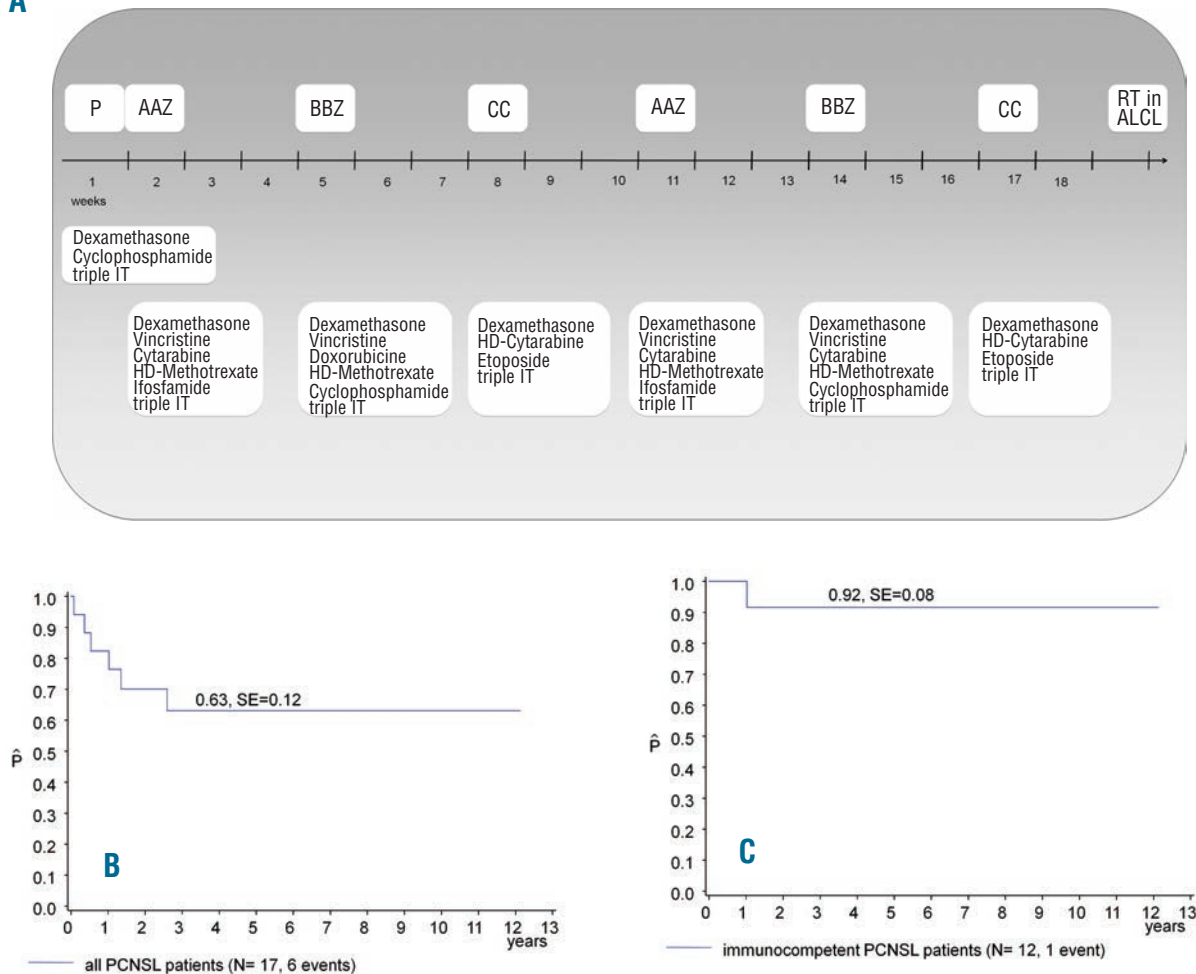 A
P
AAZ
BBZ
CC
AAZ
BBZ
CC
RT in
ALCL
1 2 3 4 5 6 7 8 9 10 11 12 13 14 15 16 17 18
weeks
Dexamethasone
Cyclophosphamide
triple IT
Dexamethasone
Vincristine
Cytarabine
HD-Methotrexate
Ifosfamide
triple IT
Dexamethasone
Vincristine
Doxorubicine
HD-Methotrexate
Cyclophosphamide
triple IT
Dexamethasone
HD-Cytarabine
Etoposide
triple IT
Dexamethasone
Vincristine
Cytarabine
HD-Methotrexate
Ifosfamide
triple IT
Dexamethasone
Vincristine
Cytarabine
HD-Methotrexate
Cyclophosphamide
triple IT
Dexamethasone
HD-Cytarabine
Etoposide
triple IT
1.0
0.9
0.8
0.7
0.6
0.5
0.4
0.3
0.2
0.1
0.0
P̂
0.63, SE=0.12
B
0 1 2 3 4 5 6 7 8 9 10 11 12 13
years
all PCNSL patients (N= 17, 6 events)
1.0
0.9
0.8
0.7
0.6
0.5
0.4
0.3
0.2
0.1
0.0
P̂
0.92, SE=0.08
C
0 1 2 3 4 5 6 7 8 9 10 11 12 13
years
immunocompetent PCNSL patients (N= 12, 1 event)